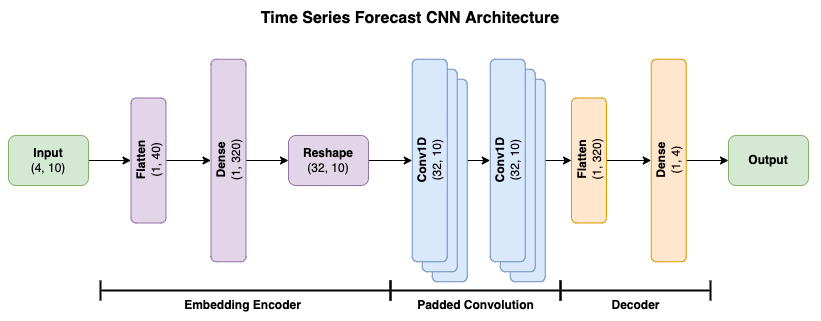 Time Series Forecast CNN Architecture
Input
(4, 10)
Flatten
(1, 40)
Dense
(1, 320)
Reshape
(32, 10)
Conv1D
(32, 10)
Conv1D
(32, 10)
Flatten
(1, 320)
Dense
(1, 4)
Output
Embedding Encoder
Padded Convolution
Decoder